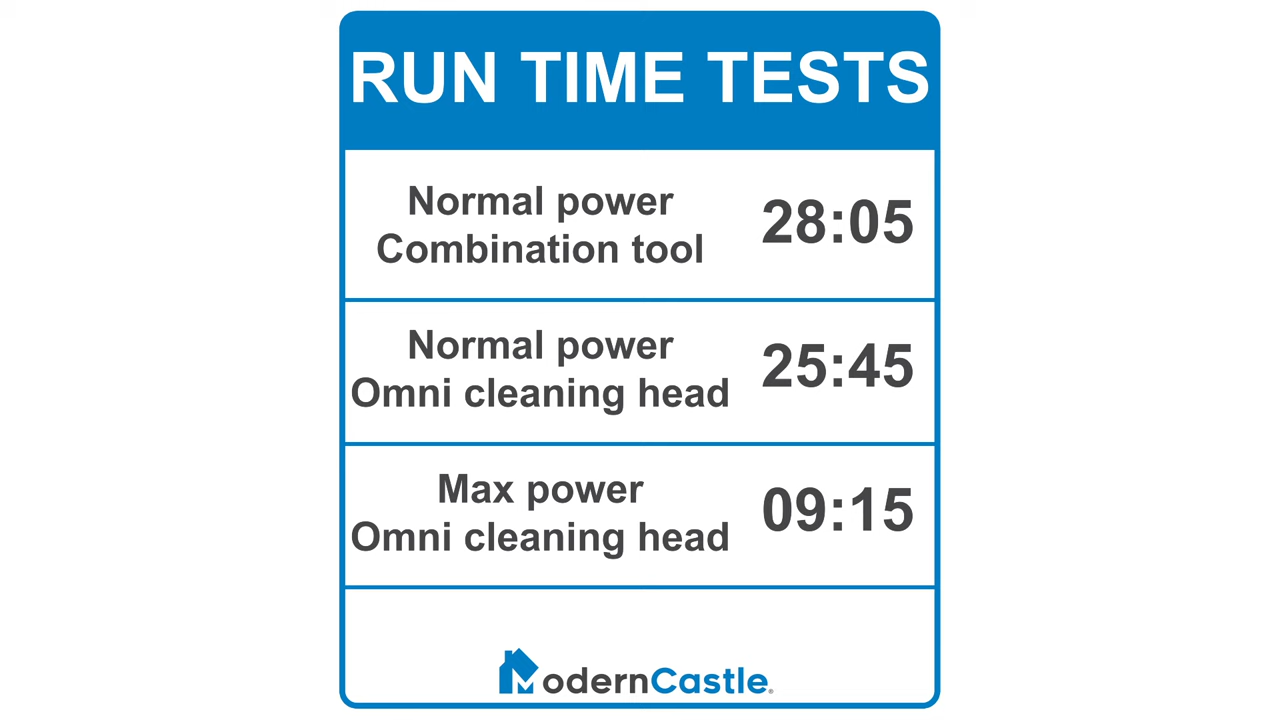 RUN TIME TESTS
Normal power
Combination tool
28:05
Normal power
Omni cleaning head
25:45
Max power
Omni cleaning head
09:15
ModernCastle®